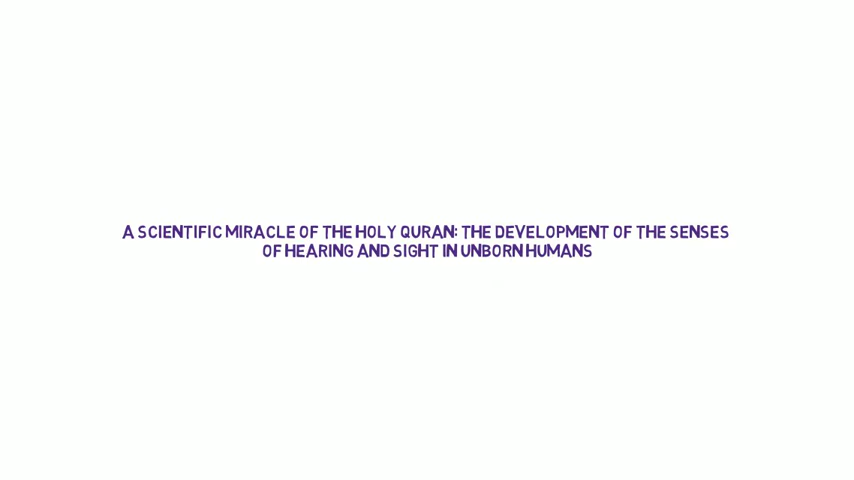 A SCIENTIFIC MIRACLE OF THE HOLY QURAN: THE DEVELOPMENT OF THE SENSES
OF HEARING AND SIGHT IN UNBORN HUMANS